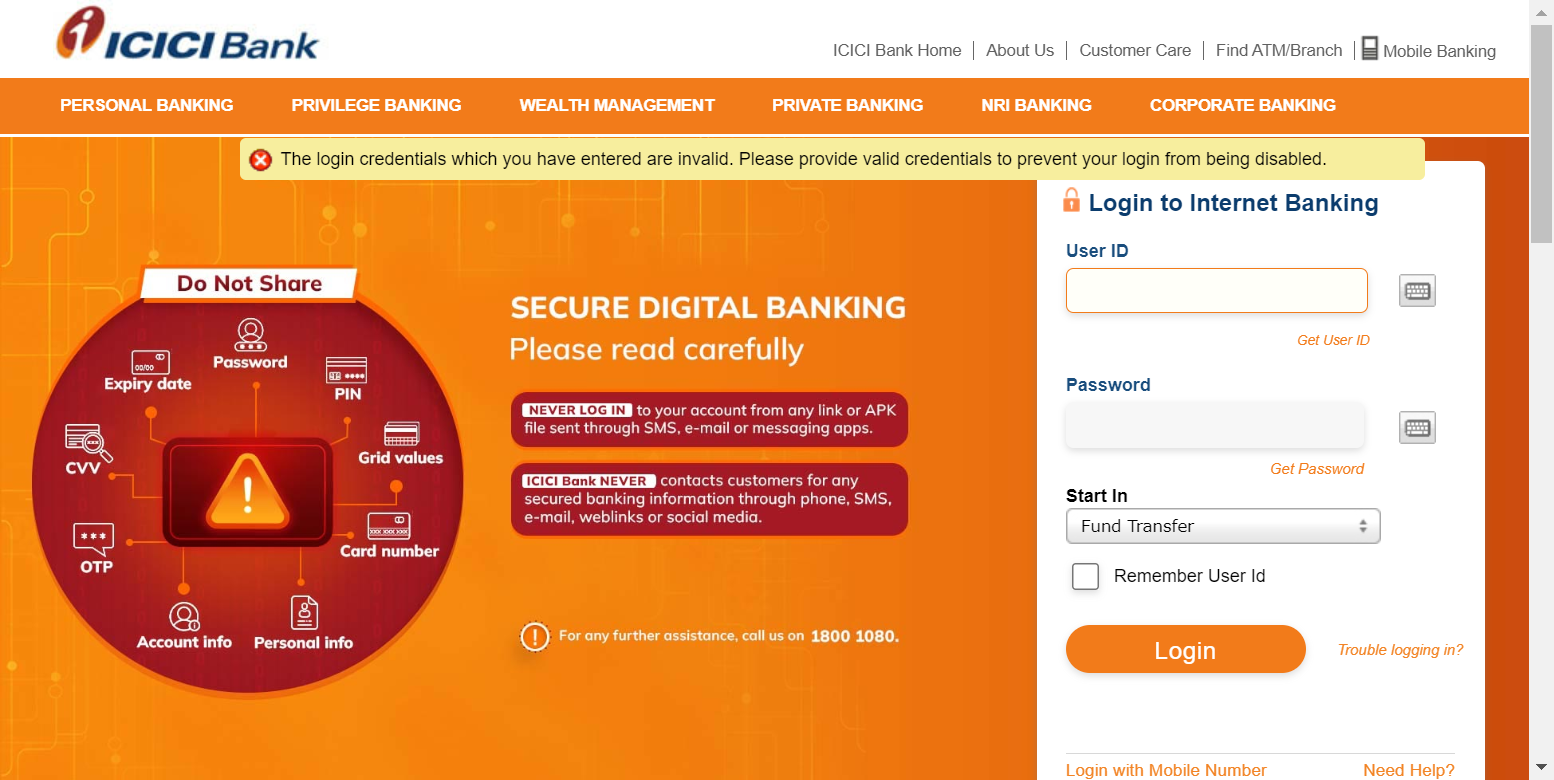 ICICI Bank
ICICI Bank Home
About Us
Customer Care
Find ATM/Branch
Mobile Banking
PERSONAL BANKING
PRIVILEGE BANKING
WEALTH MANAGEMENT
PRIVATE BANKING
NRI BANKING
CORPORATE BANKING
The login credentials which you have entered are invalid. Please provide valid credentials to prevent your login from being disabled.
Do Not Share
Password
Expiry date
PIN
CVV
Grid values
OTP
Card number
Account info
Personal info
SECURE DIGITAL BANKING
Please read carefully
NEVER LOG IN to your account from any link or APK
file sent through SMS, e-mail or messaging apps.
ICICI Bank NEVER contacts customers for any
secured banking information through phone, SMS,
e-mail, weblinks or social media.
For any further assistance, call us on 1800 1080.
Login to Internet Banking
User ID
Get User ID
Password
Get Password
Start In
Fund Transfer
Remember User Id
Login
Trouble logging in?
Login with Mobile Number
Need Help?